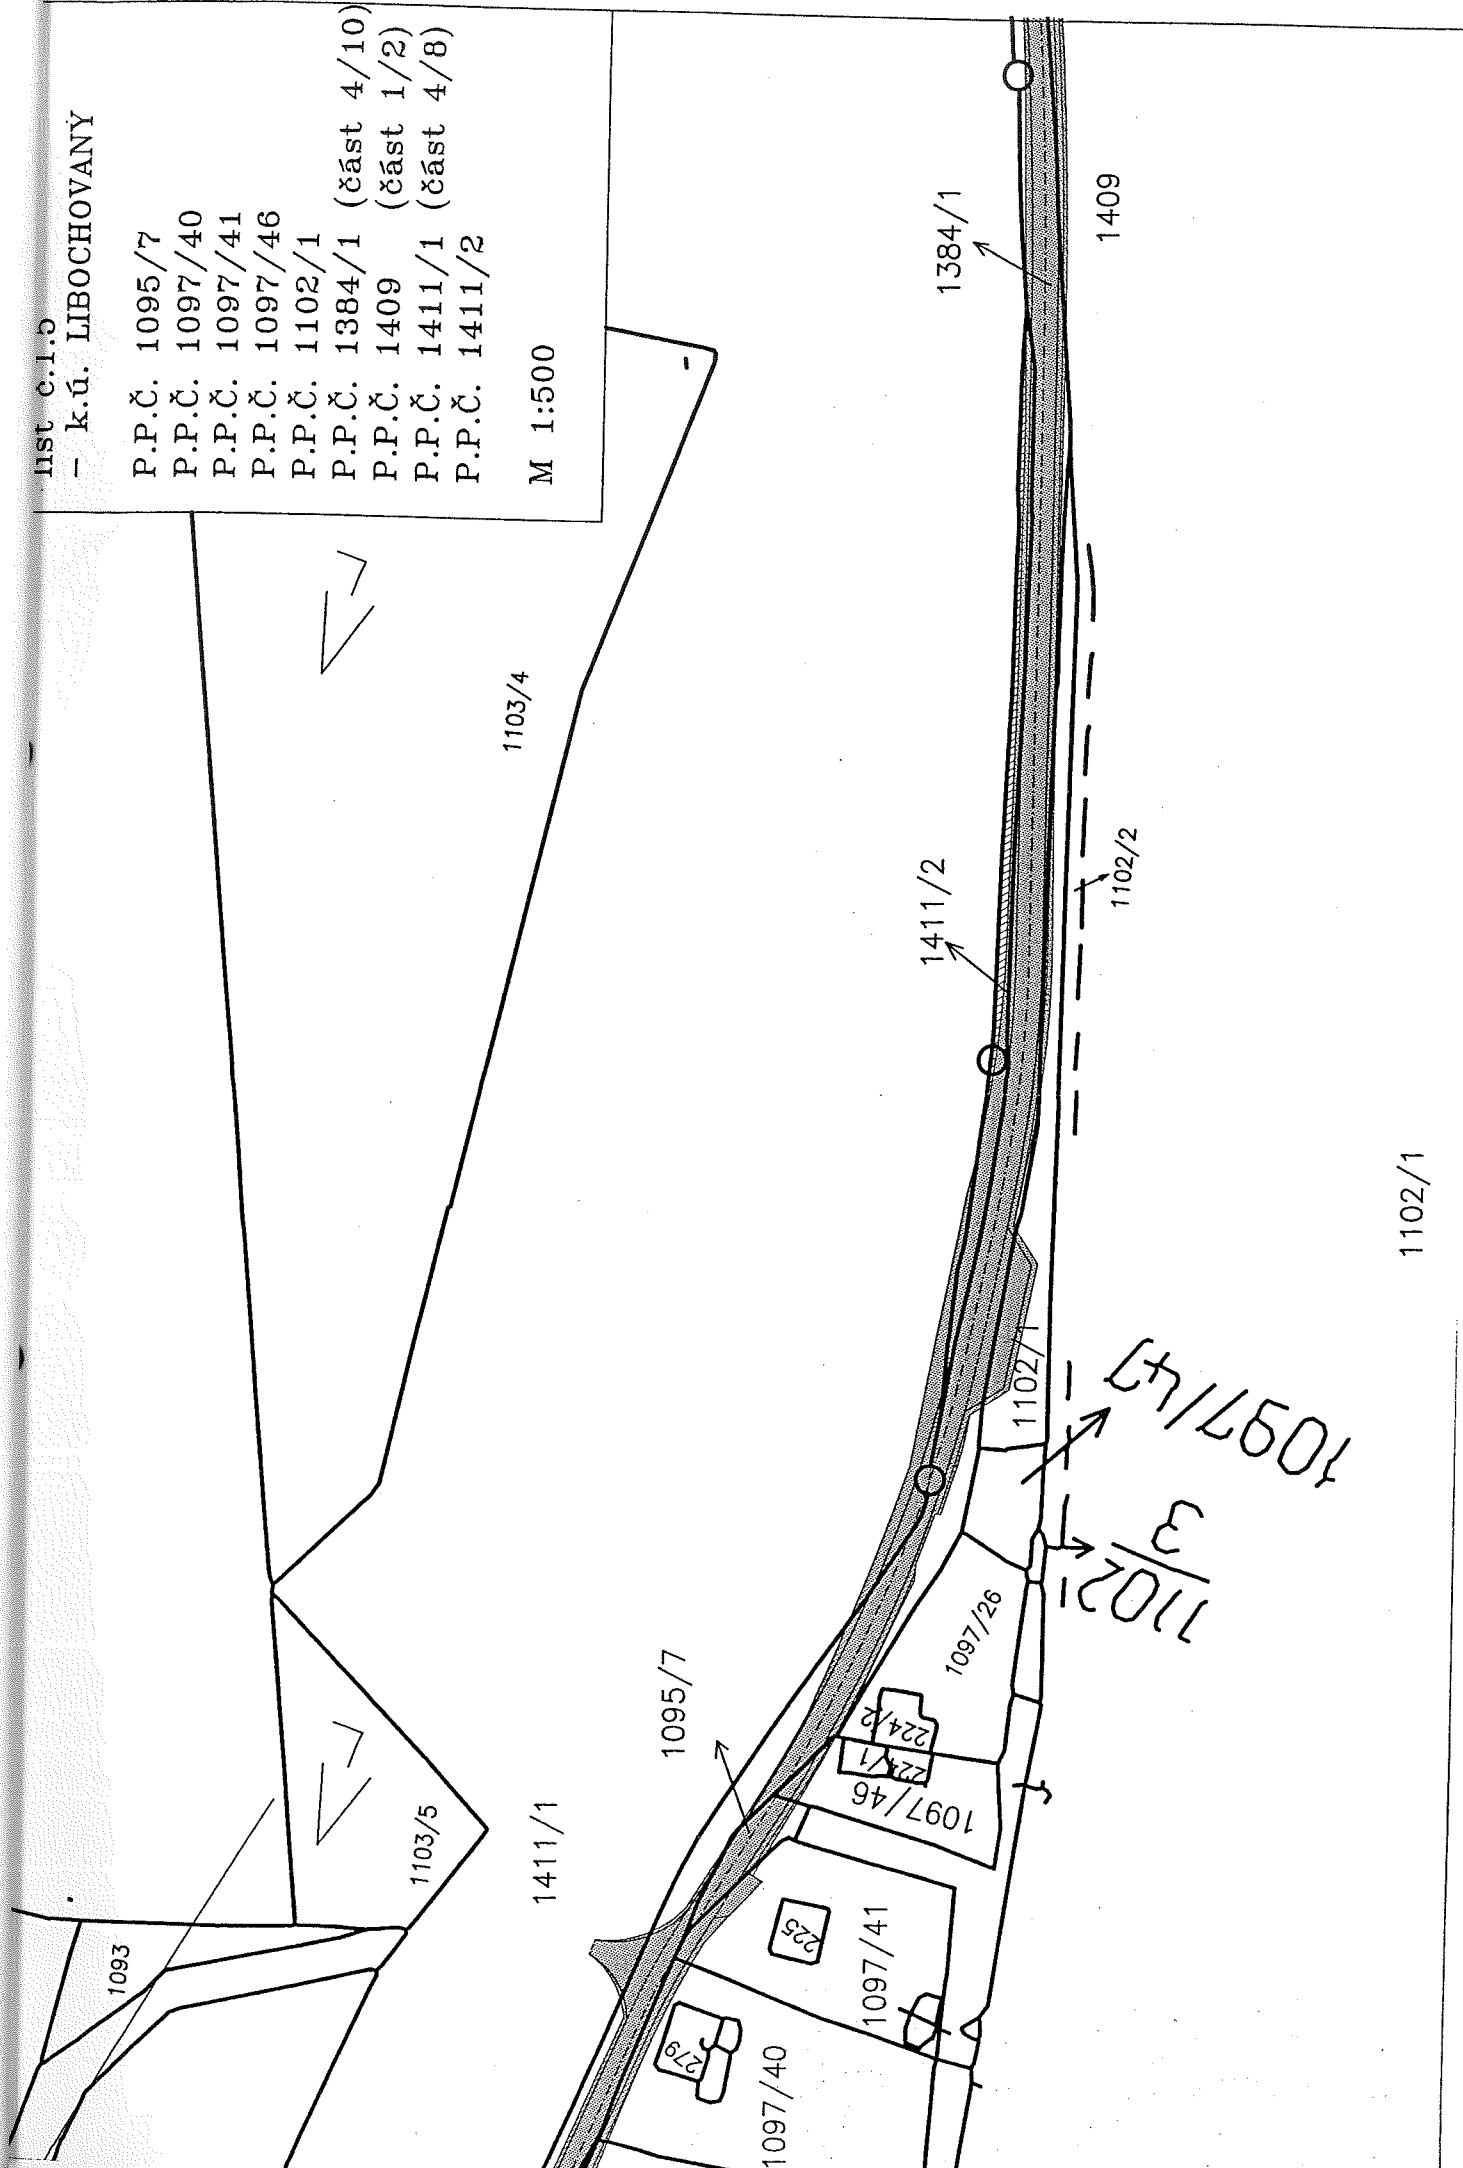 list č.1.5
- k.ú. LIBOCHOVANY
P.P.Č. 1095/7
P.P.Č. 1097/40
P.P.Č. 1097/41
P.P.Č. 1097/46
P.P.Č. 1102/1
P.P.Č. 1384/1 (část 4/10)
P.P.Č. 1409 (část 1/2)
P.P.Č. 1411/1 (část 4/8)
P.P.Č. 1411/2
M 1:500
1384/1
1409
1103/4
1411/2
1102/2
1102/1
1102/1
1097/47
1102
3
1097/26
1095/7
224/2
224/1
1097/46
1103/5
1411/1
1093
225
1097/41
279
1097/40